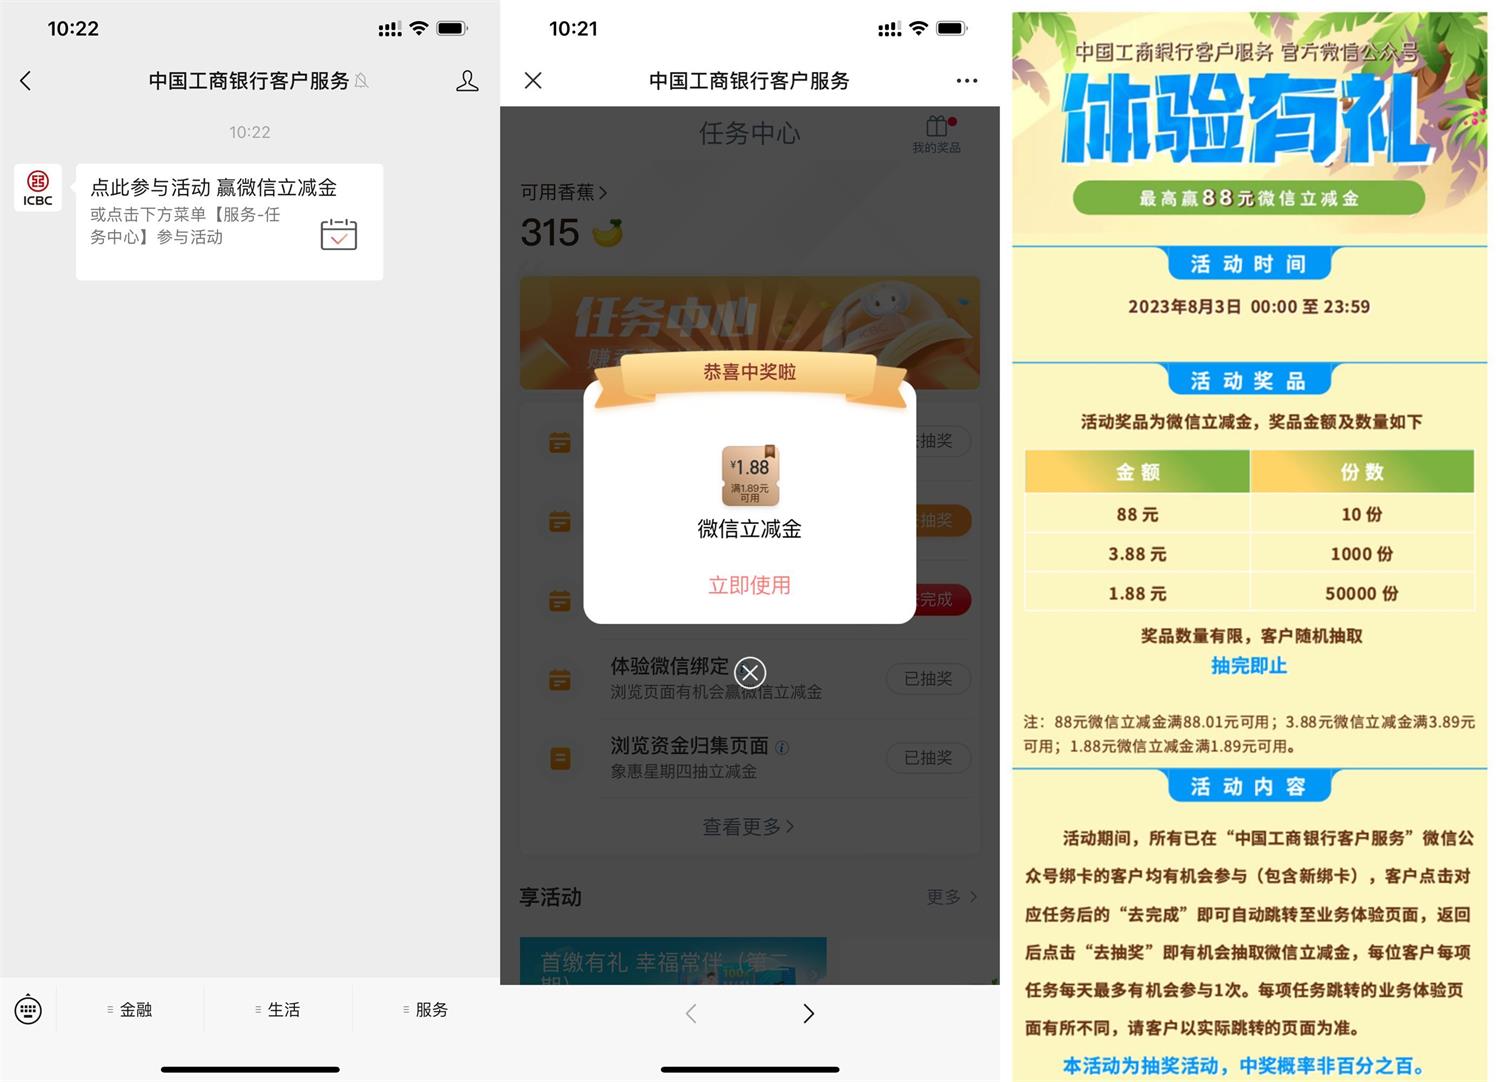 10:22
中国工商银行客户服务
10:22
ICBC
点此参与活动 赢微信立减金
或点击下方菜单【服务-任
务中心】参与活动
金融
生活
服务
10:21
中国工商银行客户服务
任务中心
我的奖品
可用香蕉
315
任务中心
ICBC
恭喜中奖啦
¥1.88
满1.89元
可用
微信立减金
立即使用
抽奖
抽奖
完成
体验微信绑定
浏览页面有机会赢微信立减金
已抽奖
浏览资金归集页面
象惠星期四抽立减金
已抽奖
查看更多
享活动
更多
首缴有礼 幸福常伴（第二
期）
中国工商银行客户服务 官方微信公众号
体验有礼
最高赢88元微信立减金
活动时间
2023年8月3日 00:00 至 23:59
活动奖品
活动奖品为微信立减金，奖品金额及数量如下
金额 份数
88 元 10 份
3.88 元 1000 份
1.88 元 50000 份
奖品数量有限，客户随机抽取
抽完即止
注：88元微信立减金满88.01元可用；3.88元微信立减金满3.89元
可用；1.88元微信立减金满1.89元可用。
活动内容
活动期间，所有已在“中国工商银行客户服务”微信公
众号绑卡的客户均有机会参与（包含新绑卡），客户点击对
应任务后的“去完成”即可自动跳转至业务体验页面，返回
后点击“去抽奖”即有机会抽取微信立减金，每位客户每项
任务每天最多有机会参与1次。每项任务跳转的业务体验页
面有所不同，请客户以实际跳转的页面为准。
本活动为抽奖活动，中奖概率非百分之百。